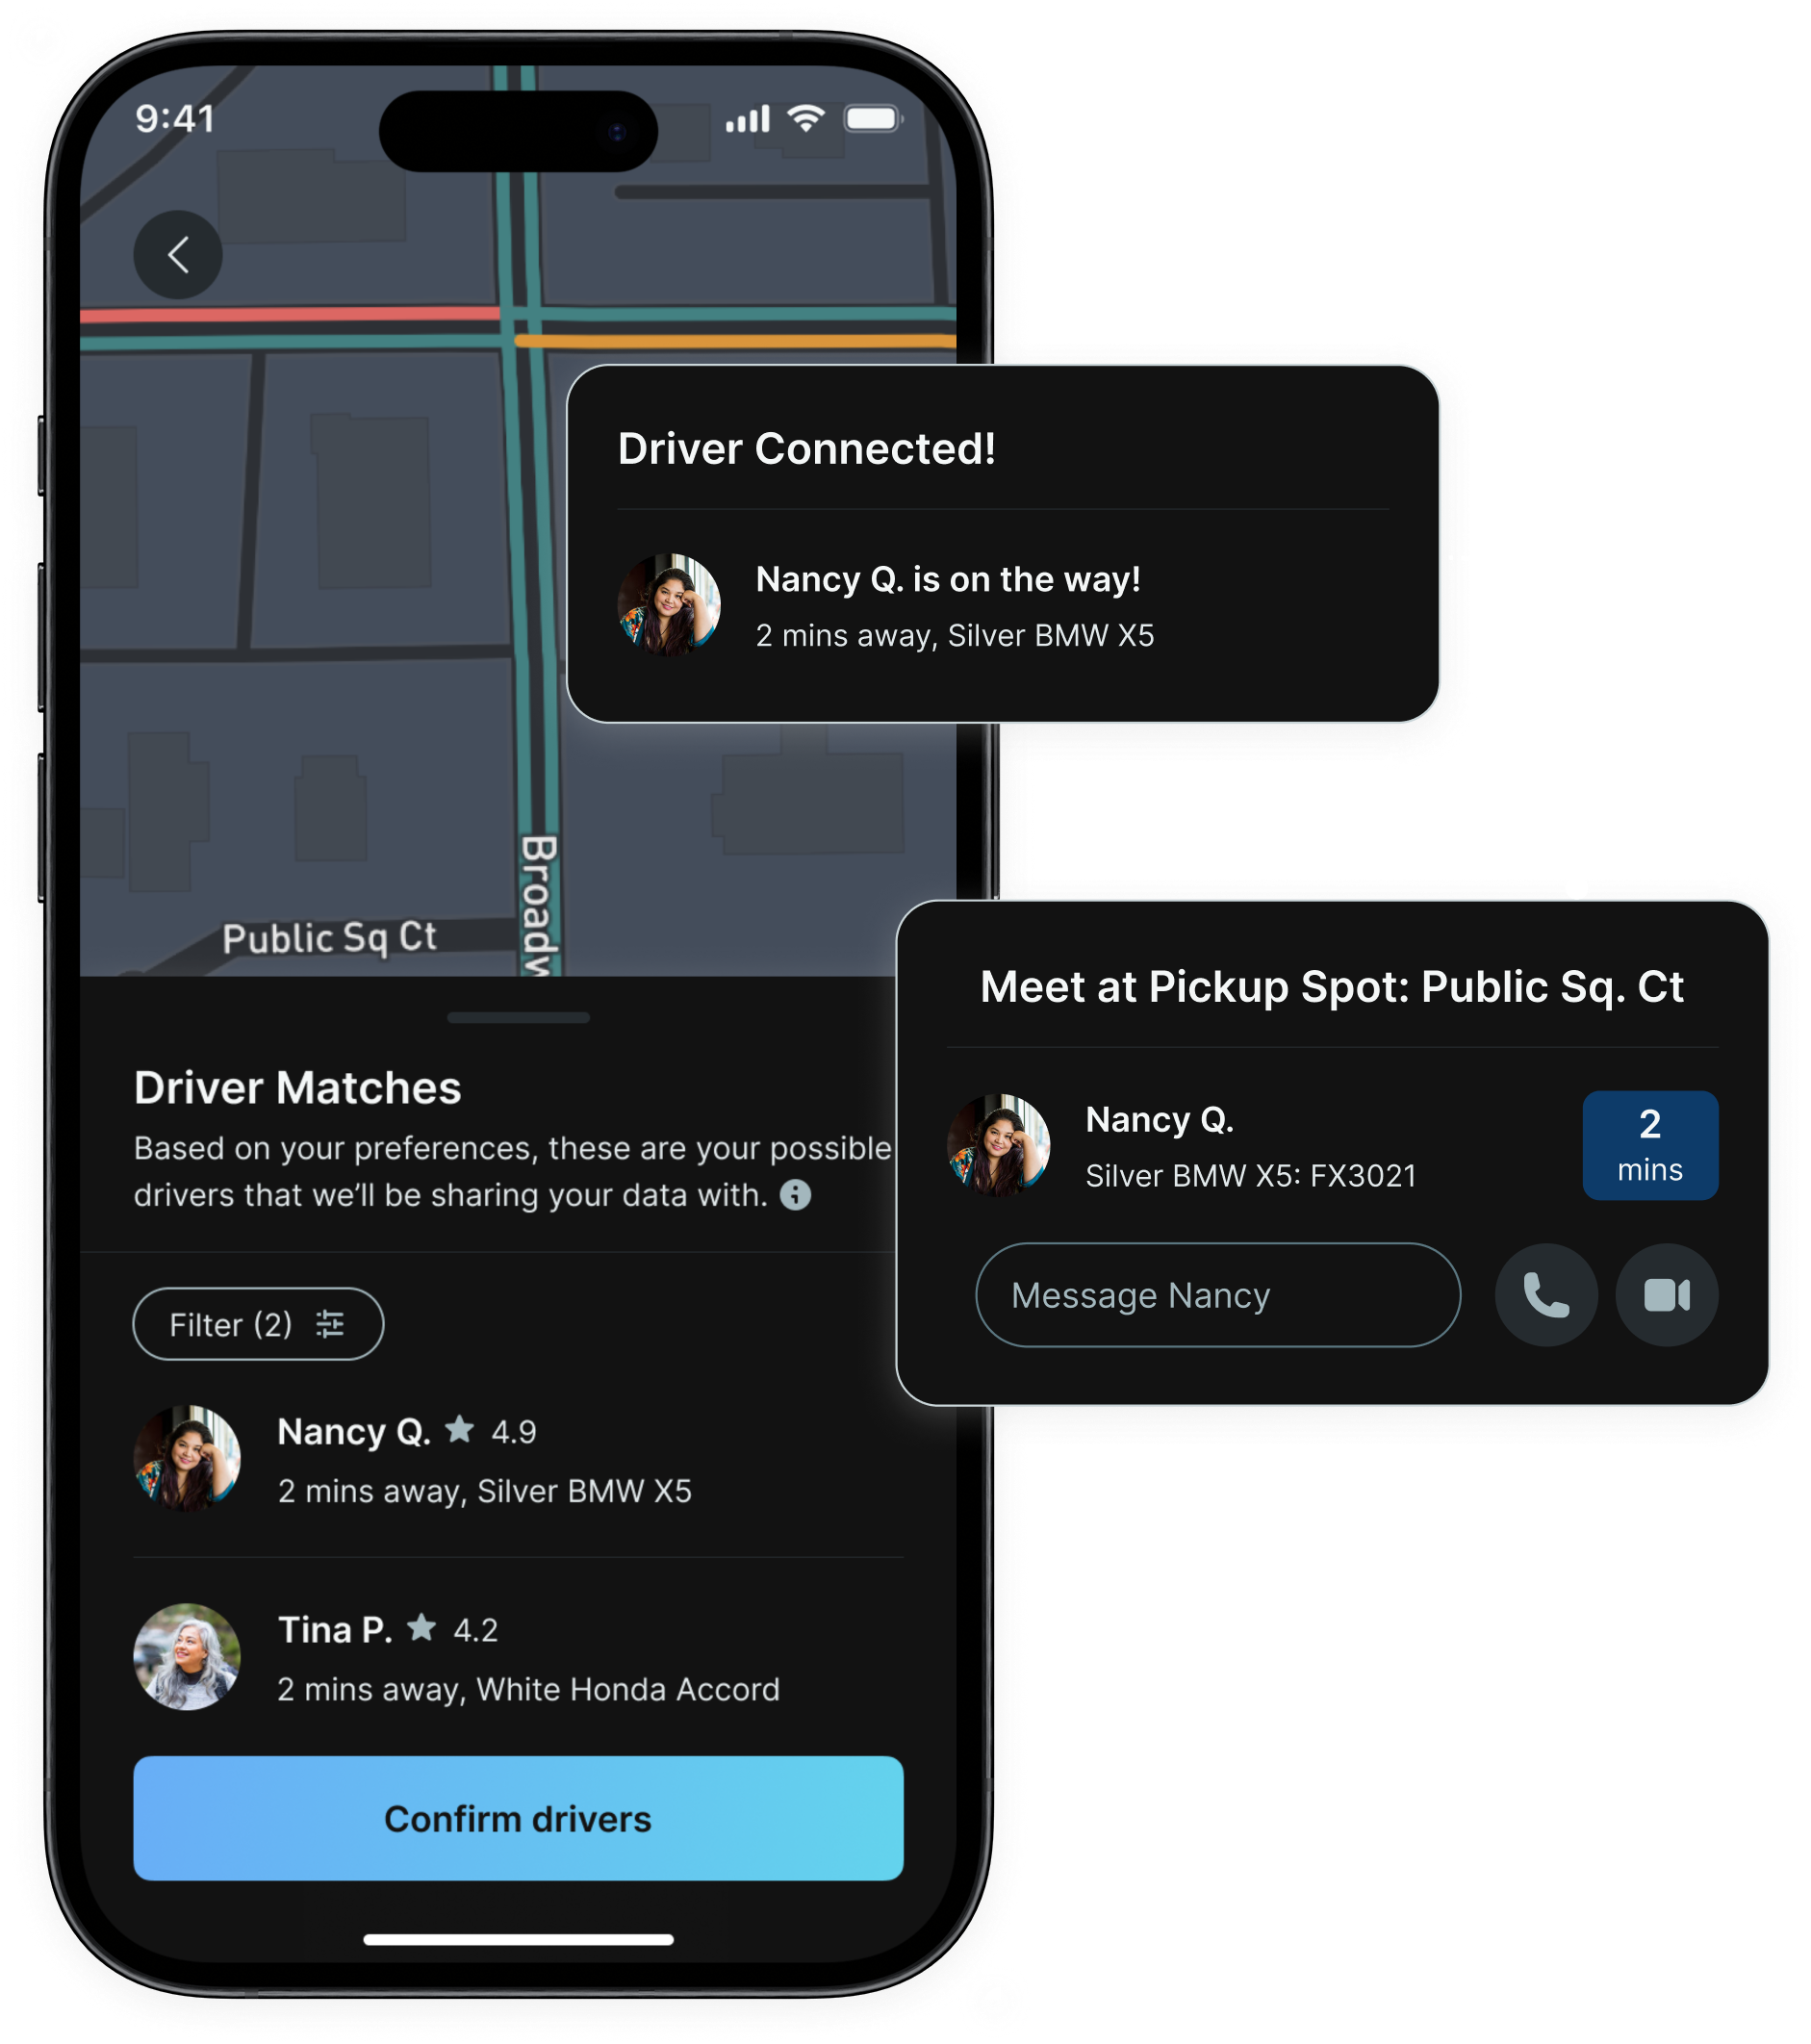 9:41
Driver Connected!
Nancy Q. is on the way!
2 mins away, Silver BMW X5
Broadw
Public Sq Ct
Meet at Pickup Spot: Public Sq. Ct
Nancy Q.
Silver BMW X5: FX3021
2
mins
Message Nancy
Driver Matches
Based on your preferences, these are your possible
drivers that we’ll be sharing your data with.
Filter (2)
Nancy Q. ★ 4.9
2 mins away, Silver BMW X5
Tina P. ★ 4.2
2 mins away, White Honda Accord
Confirm drivers